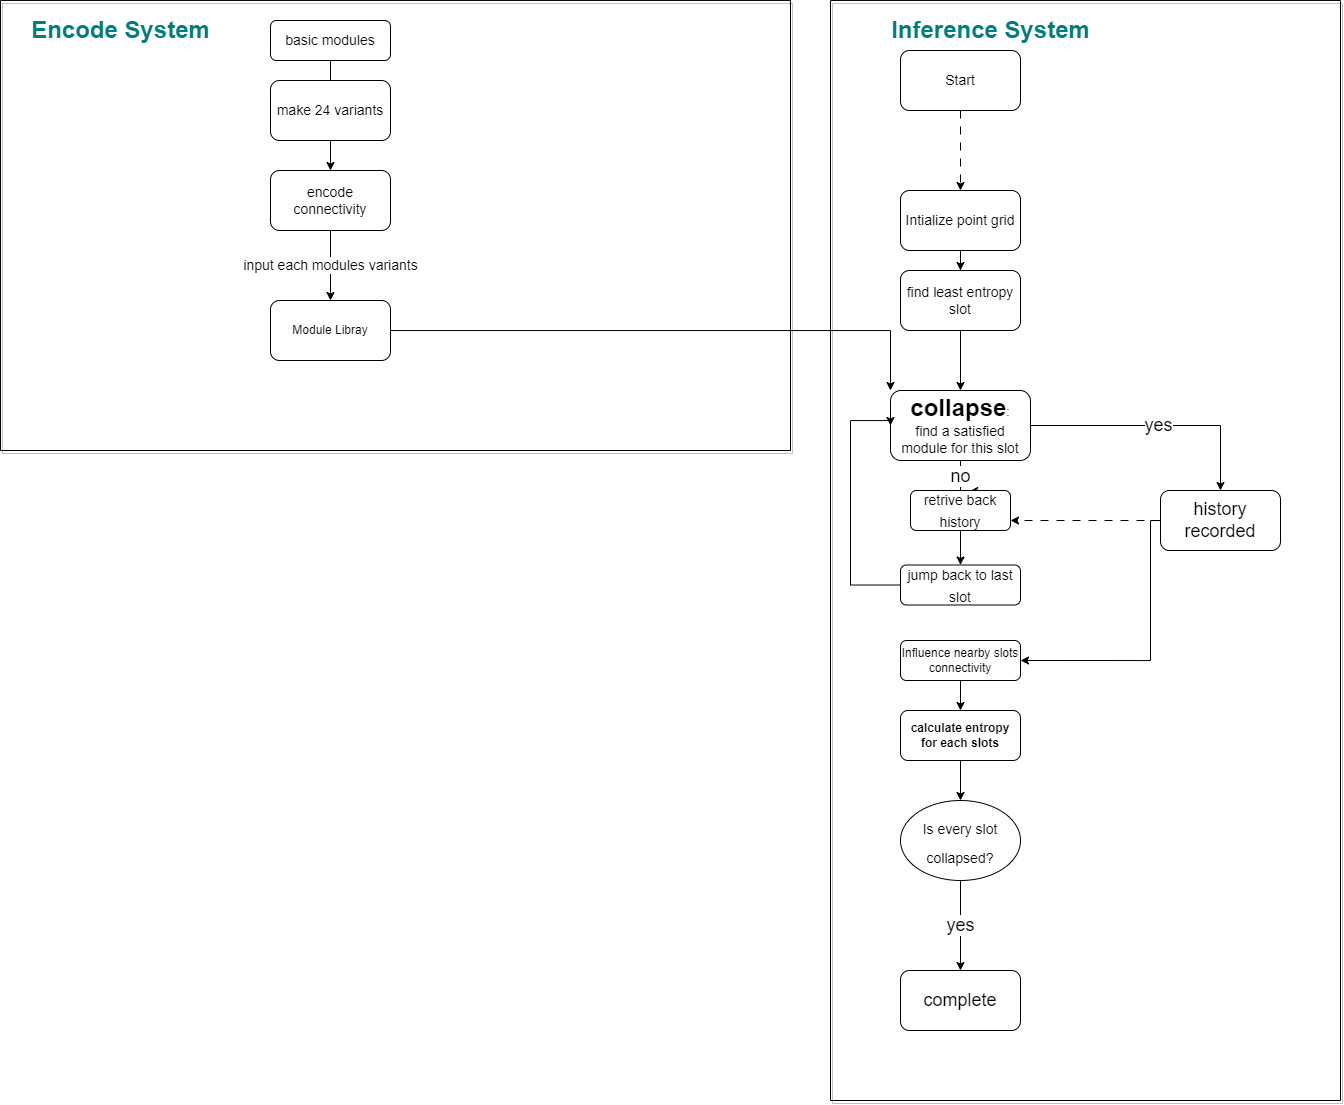 Encode System
basic modules
make 24 variants
encode
connectivity
input each modules variants
Module Libray
Inference System
Start
Intialize point grid
find least entropy
slot
collapse:
find a satisfied
module for this slot
yes
no
retrive back
history
history
recorded
jump back to last
slot
Influence nearby slots
connectivity
calculate entropy
for each slots
Is every slot
collapsed?
yes
complete